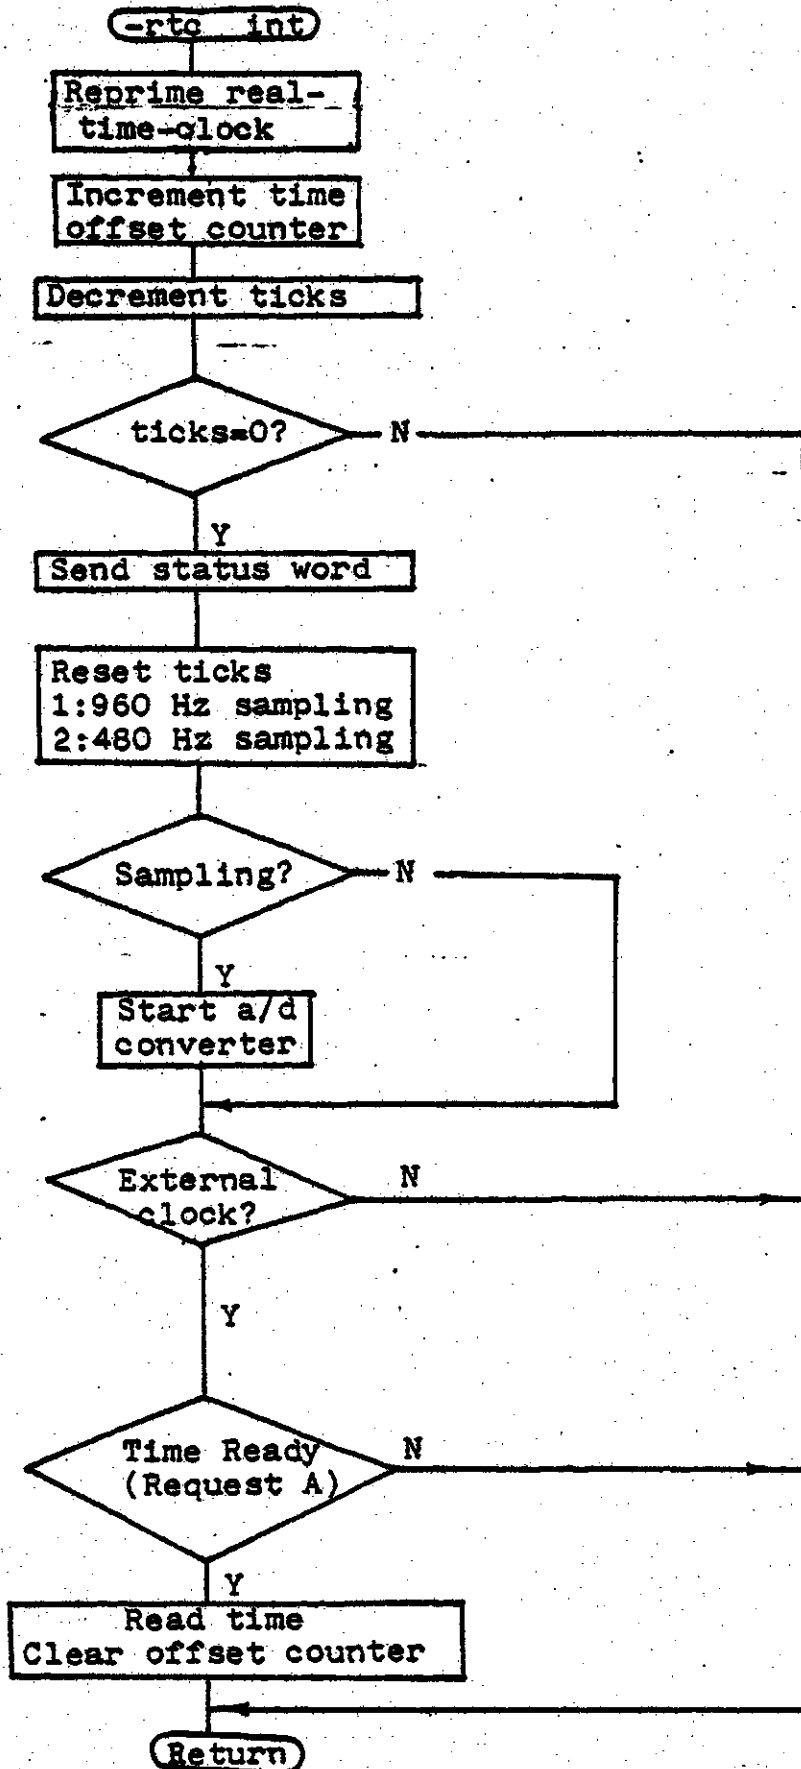 -rtc int
Reprime real-
time-clock
Increment time
offset counter
Decrement ticks
ticks=0?
N
Y
Send status word
Reset ticks
1:960 Hz sampling
2:480 Hz sampling
Sampling?
N
Y
Start a/d
converter
External
clock?
N
Y
Time Ready
(Request A)
N
Y
Read time
Clear offset counter
Return